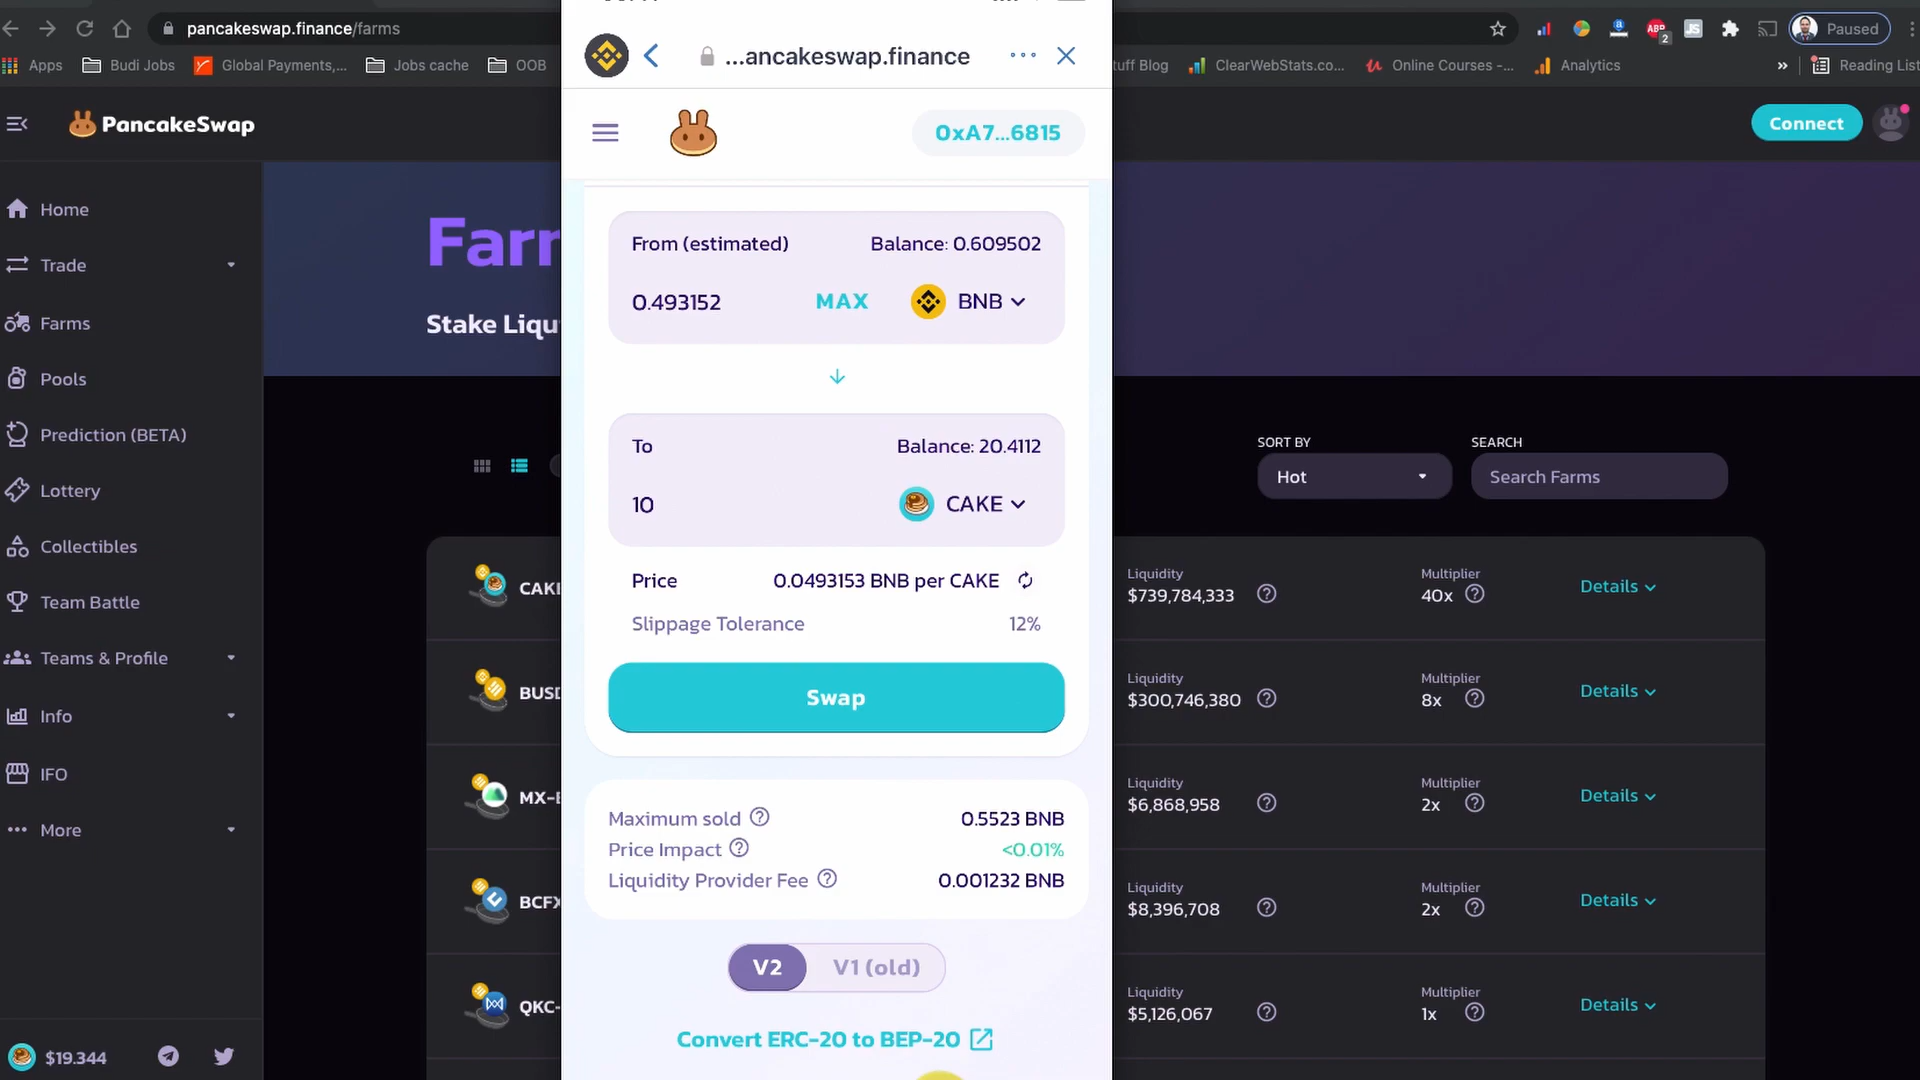 pancakeswap.finance/farms
Paused
Apps
Budi Jobs
Global Payments,...
Jobs cache
OOB
tuff Blog
ClearWebStats.co...
Online Courses -...
Analytics
»
Reading List
PancakeSwap
Connect
Home
Trade
Farms
Pools
Prediction (BETA)
Lottery
Collectibles
Team Battle
Teams & Profile
Info
IFO
More
$19.344
Farm
Stake Liqu
SORT BY
Hot
SEARCH
Search Farms
CAKE
Liquidity
$739,784,333
Multiplier
40x
Details
BUSD
Liquidity
$300,746,380
Multiplier
8x
Details
MX-B
Liquidity
$6,868,958
Multiplier
2x
Details
BCFX
Liquidity
$8,396,708
Multiplier
2x
Details
QKC-
Liquidity
$5,126,067
Multiplier
1x
Details
...ancakeswap.finance
0xA7...6815
From (estimated)
Balance: 0.609502
0.493152
MAX
BNB
To
Balance: 20.4112
10
CAKE
Price
0.0493153 BNB per CAKE
Slippage Tolerance
12%
Swap
Maximum sold
0.5523 BNB
Price Impact
<0.01%
Liquidity Provider Fee
0.001232 BNB
V2
V1 (old)
Convert ERC-20 to BEP-20